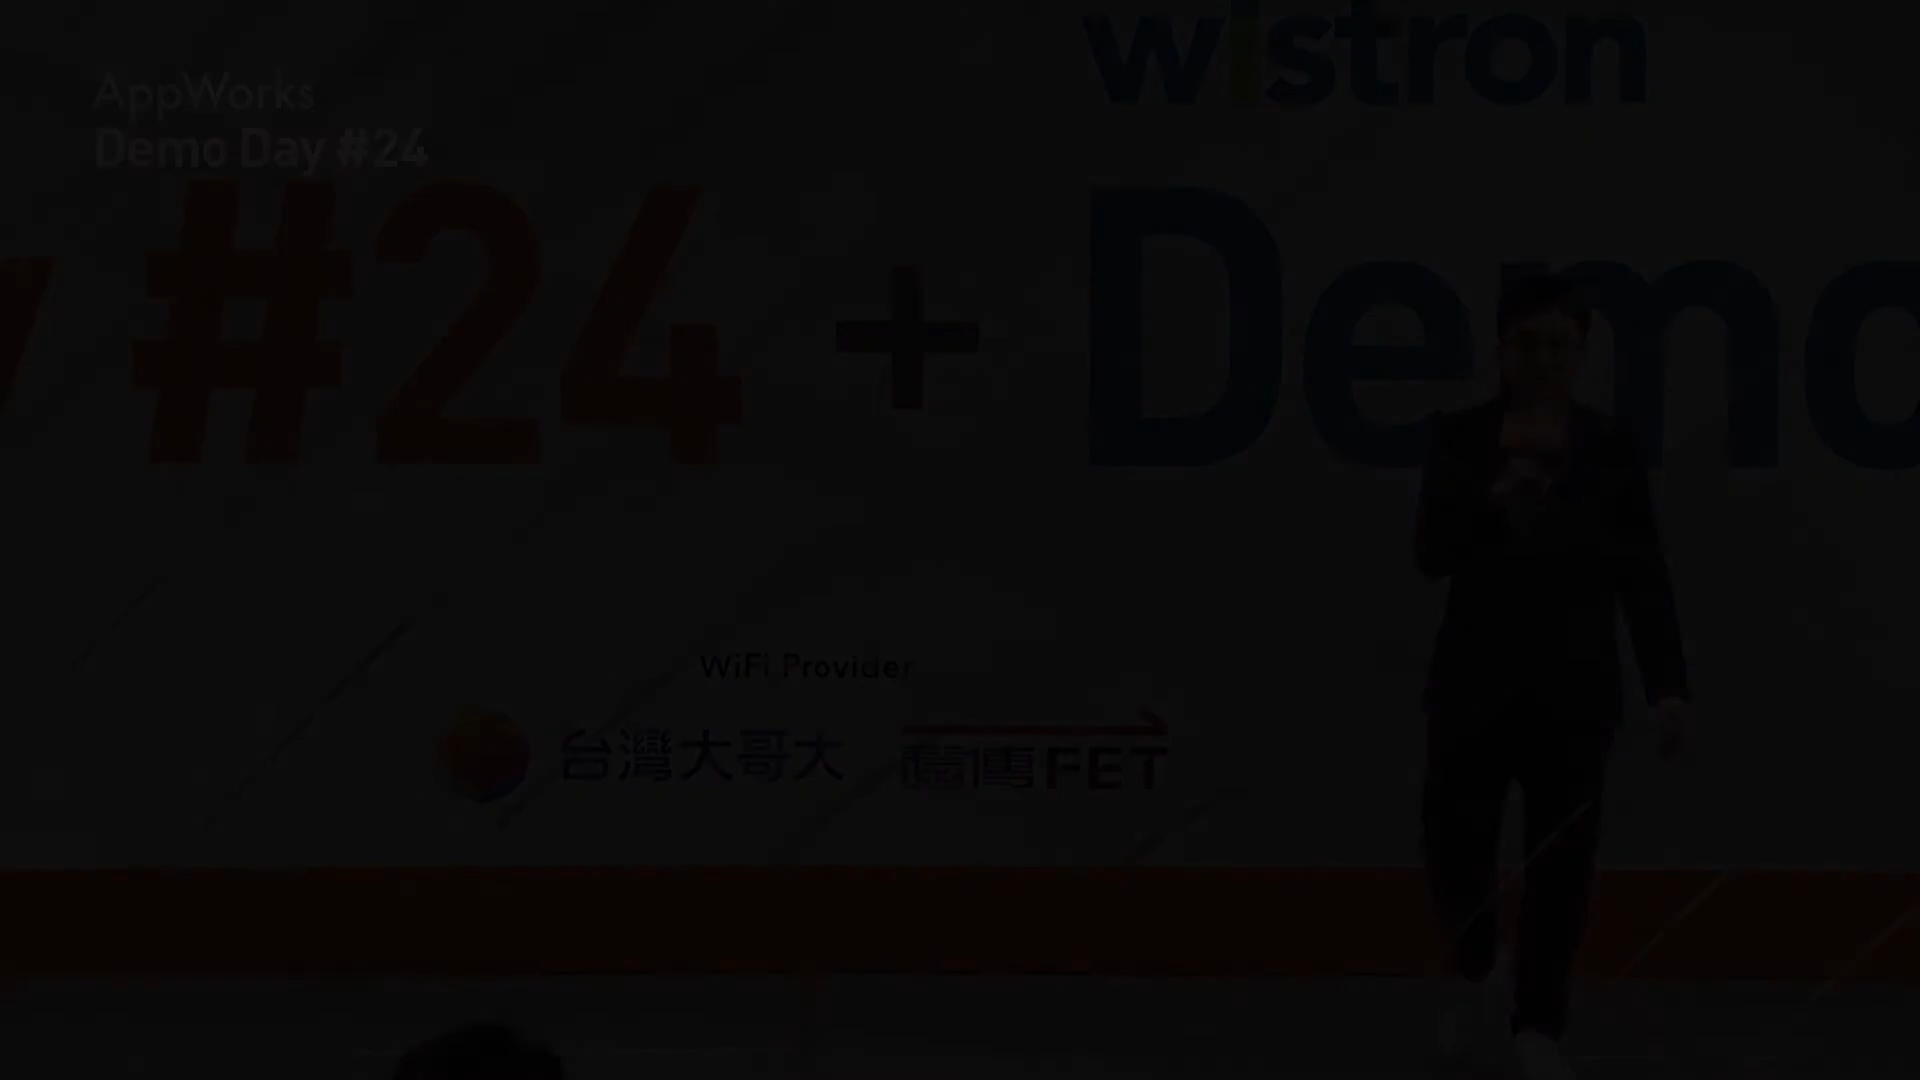 wistron
AppWorks
Demo Day #24
y #24 + Demo
WiFi Provider
台灣大哥大 遠傳FET